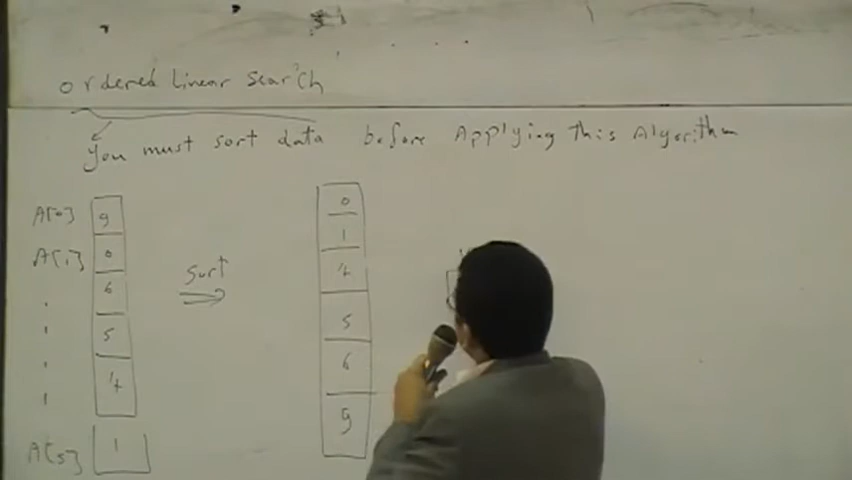 ordered Linear Search
You must sort data before Applying This Algorithm
A[0] 9 0
A[1] 0 Sort 1
6 4
5 5
4 6
A[5] 1 9